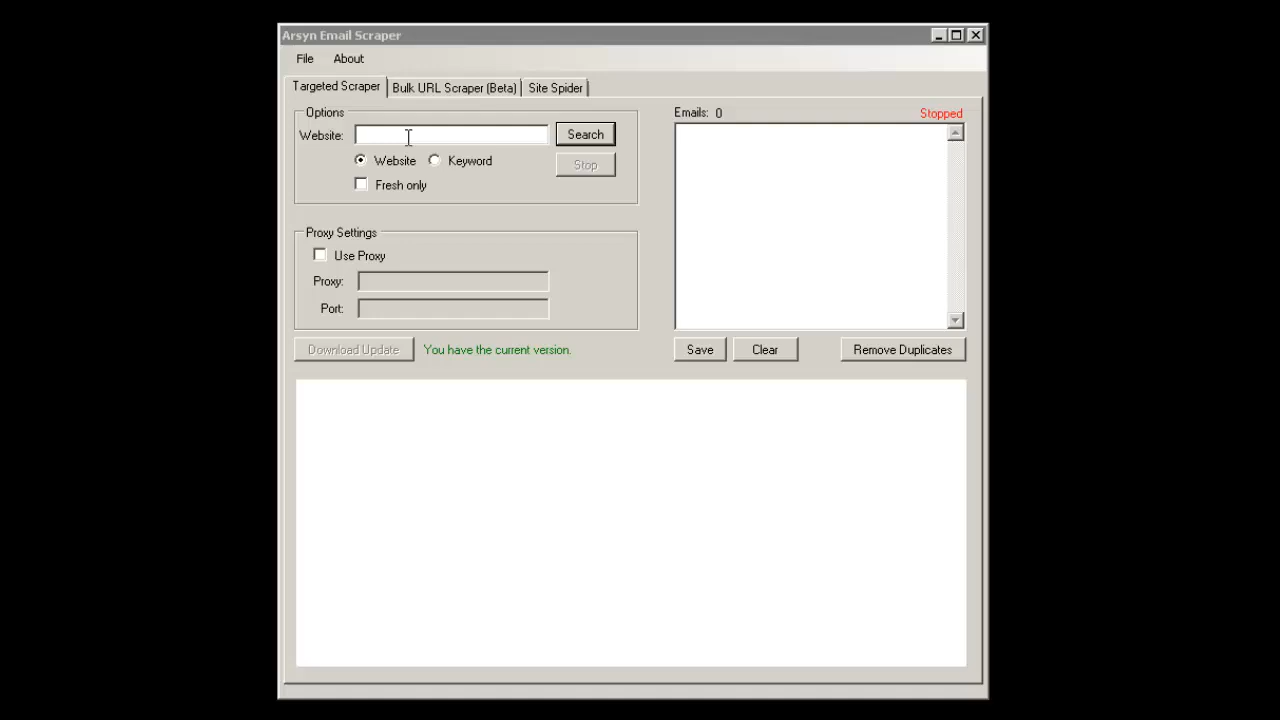 Arsyn Email Scraper
File About
Targeted Scraper Bulk URL Scraper (Beta) Site Spider
Options
Website: Search
Website Keyword Stop
Fresh only
Emails: 0 Stopped
Proxy Settings
Use Proxy
Proxy:
Port:
Download Update You have the current version.
Save Clear Remove Duplicates